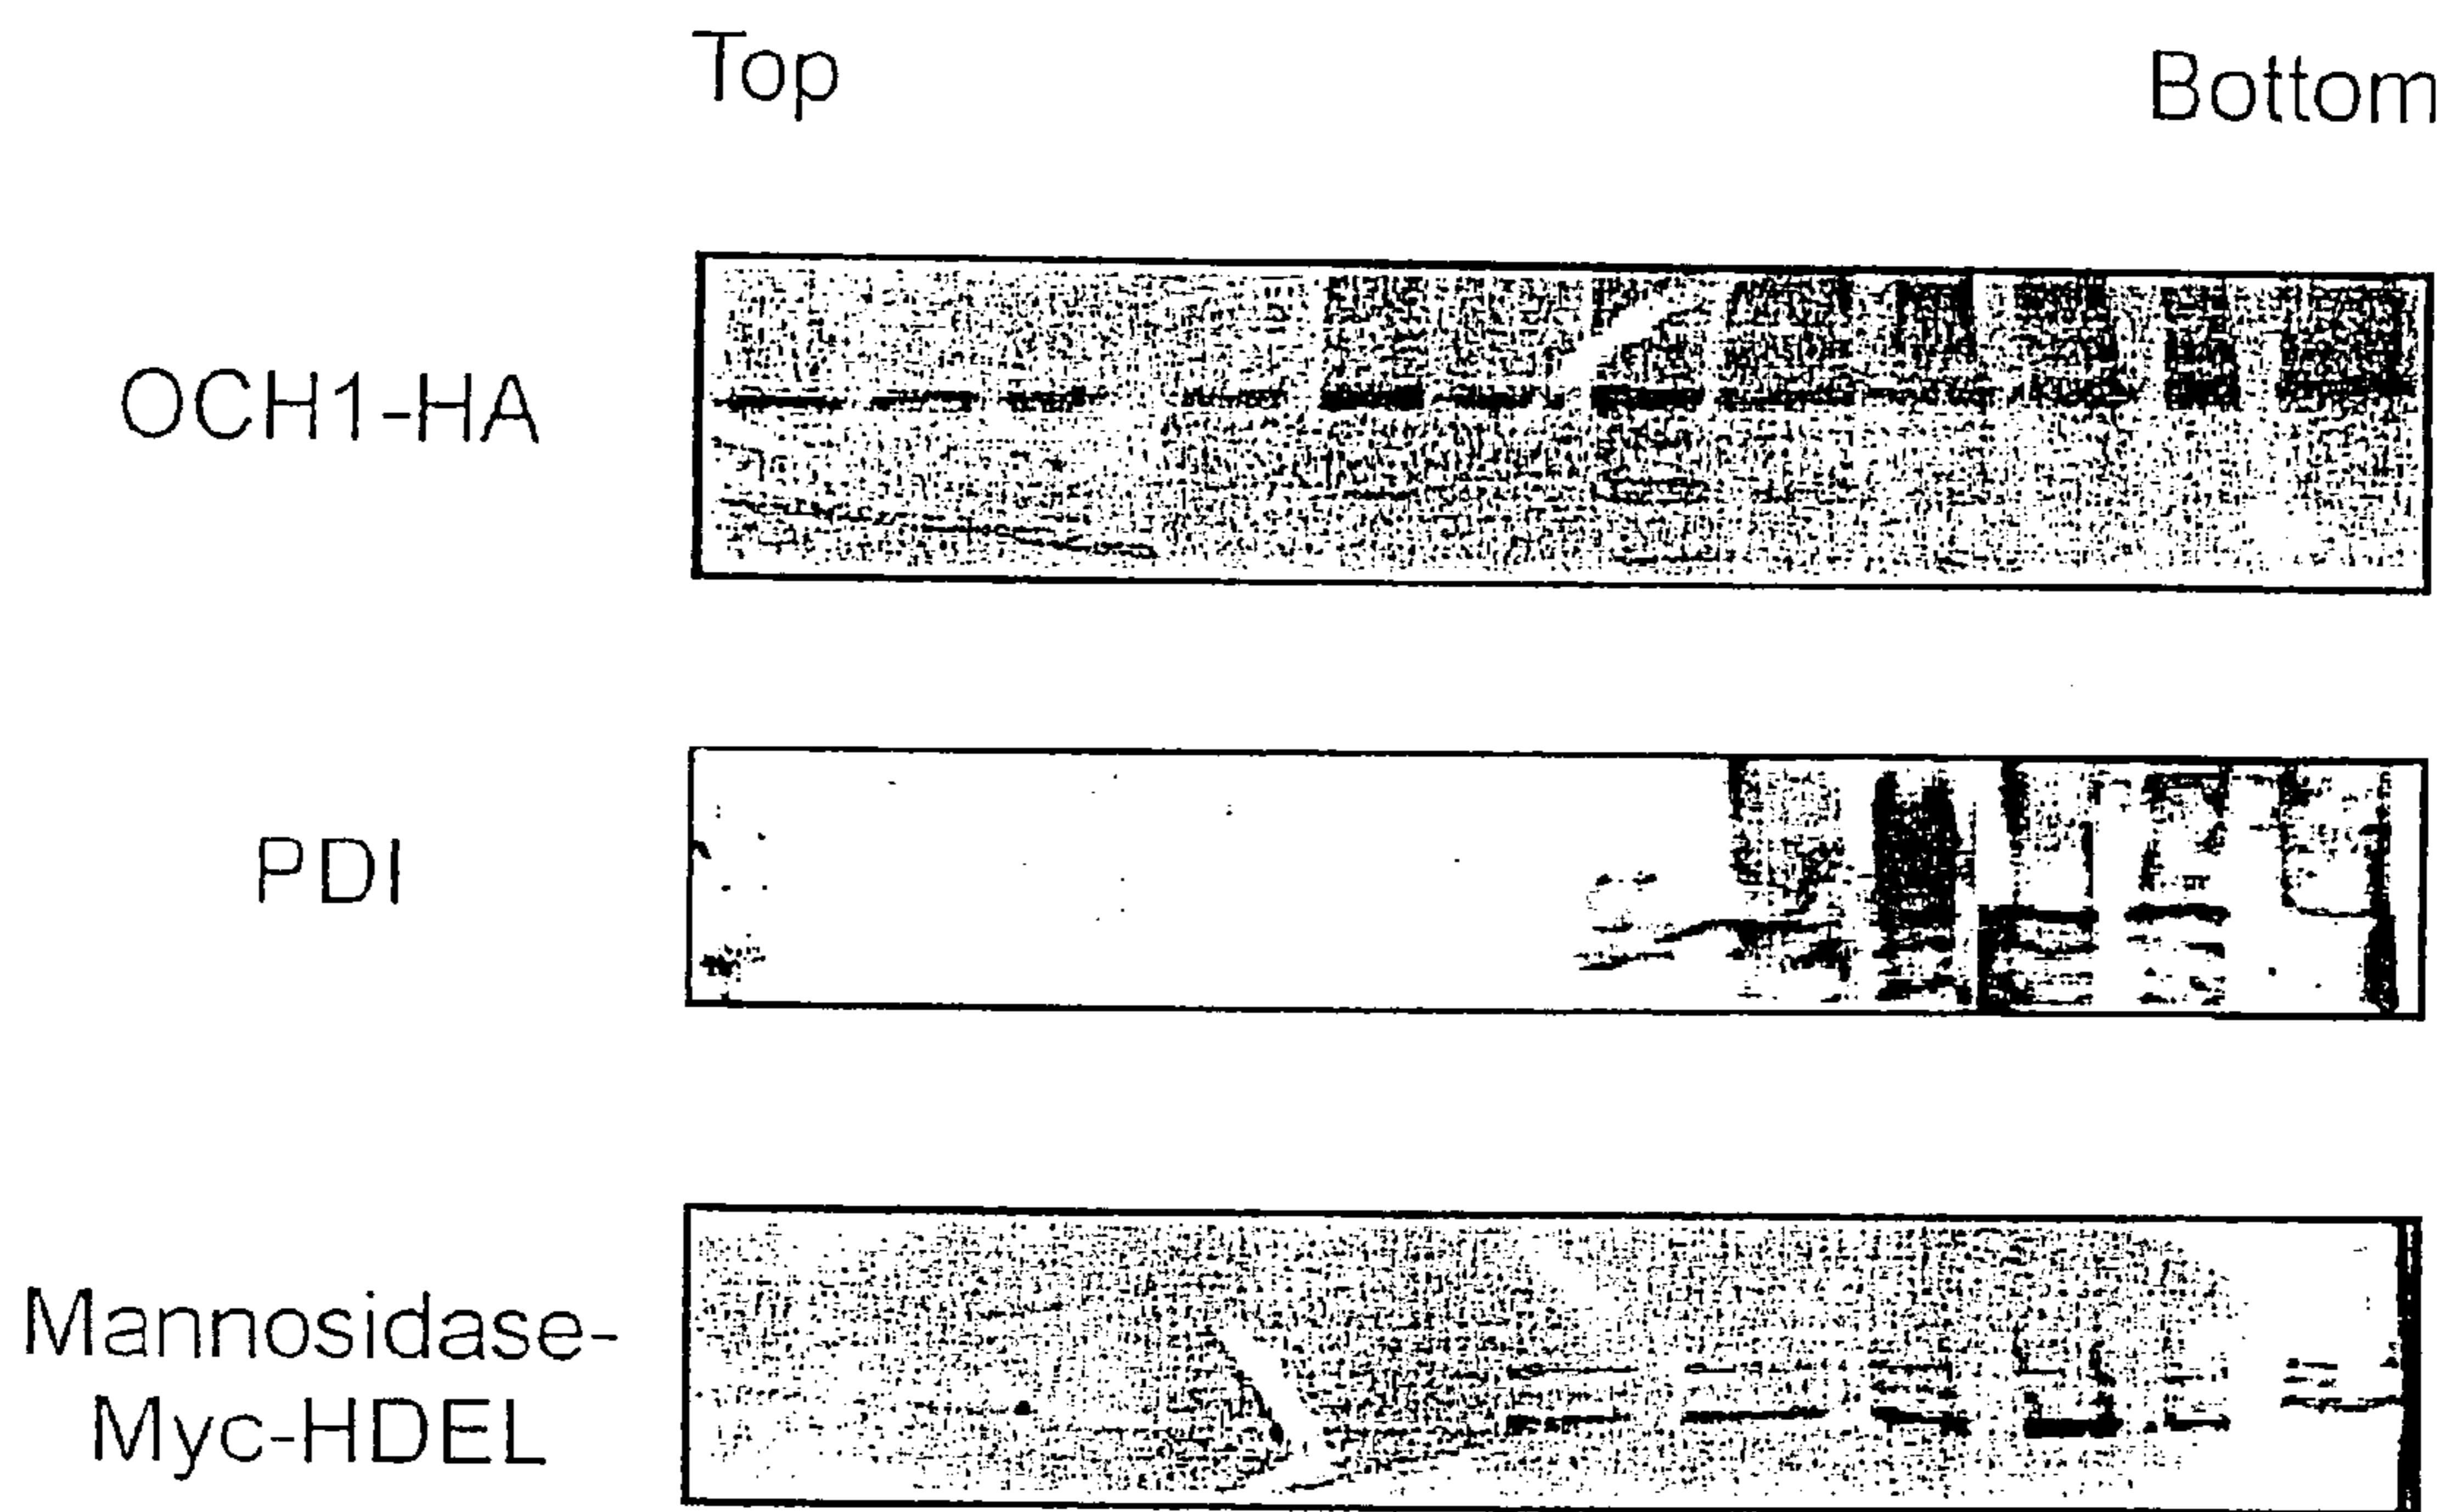 Top
Bottom
OCH1-HA
PDI
Mannosidase-
Myc-HDEL